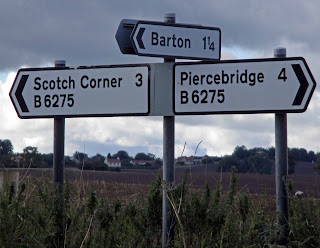 Barton 1¼
Scotch Corner 3
B6275
Piercebridge 4
B6275